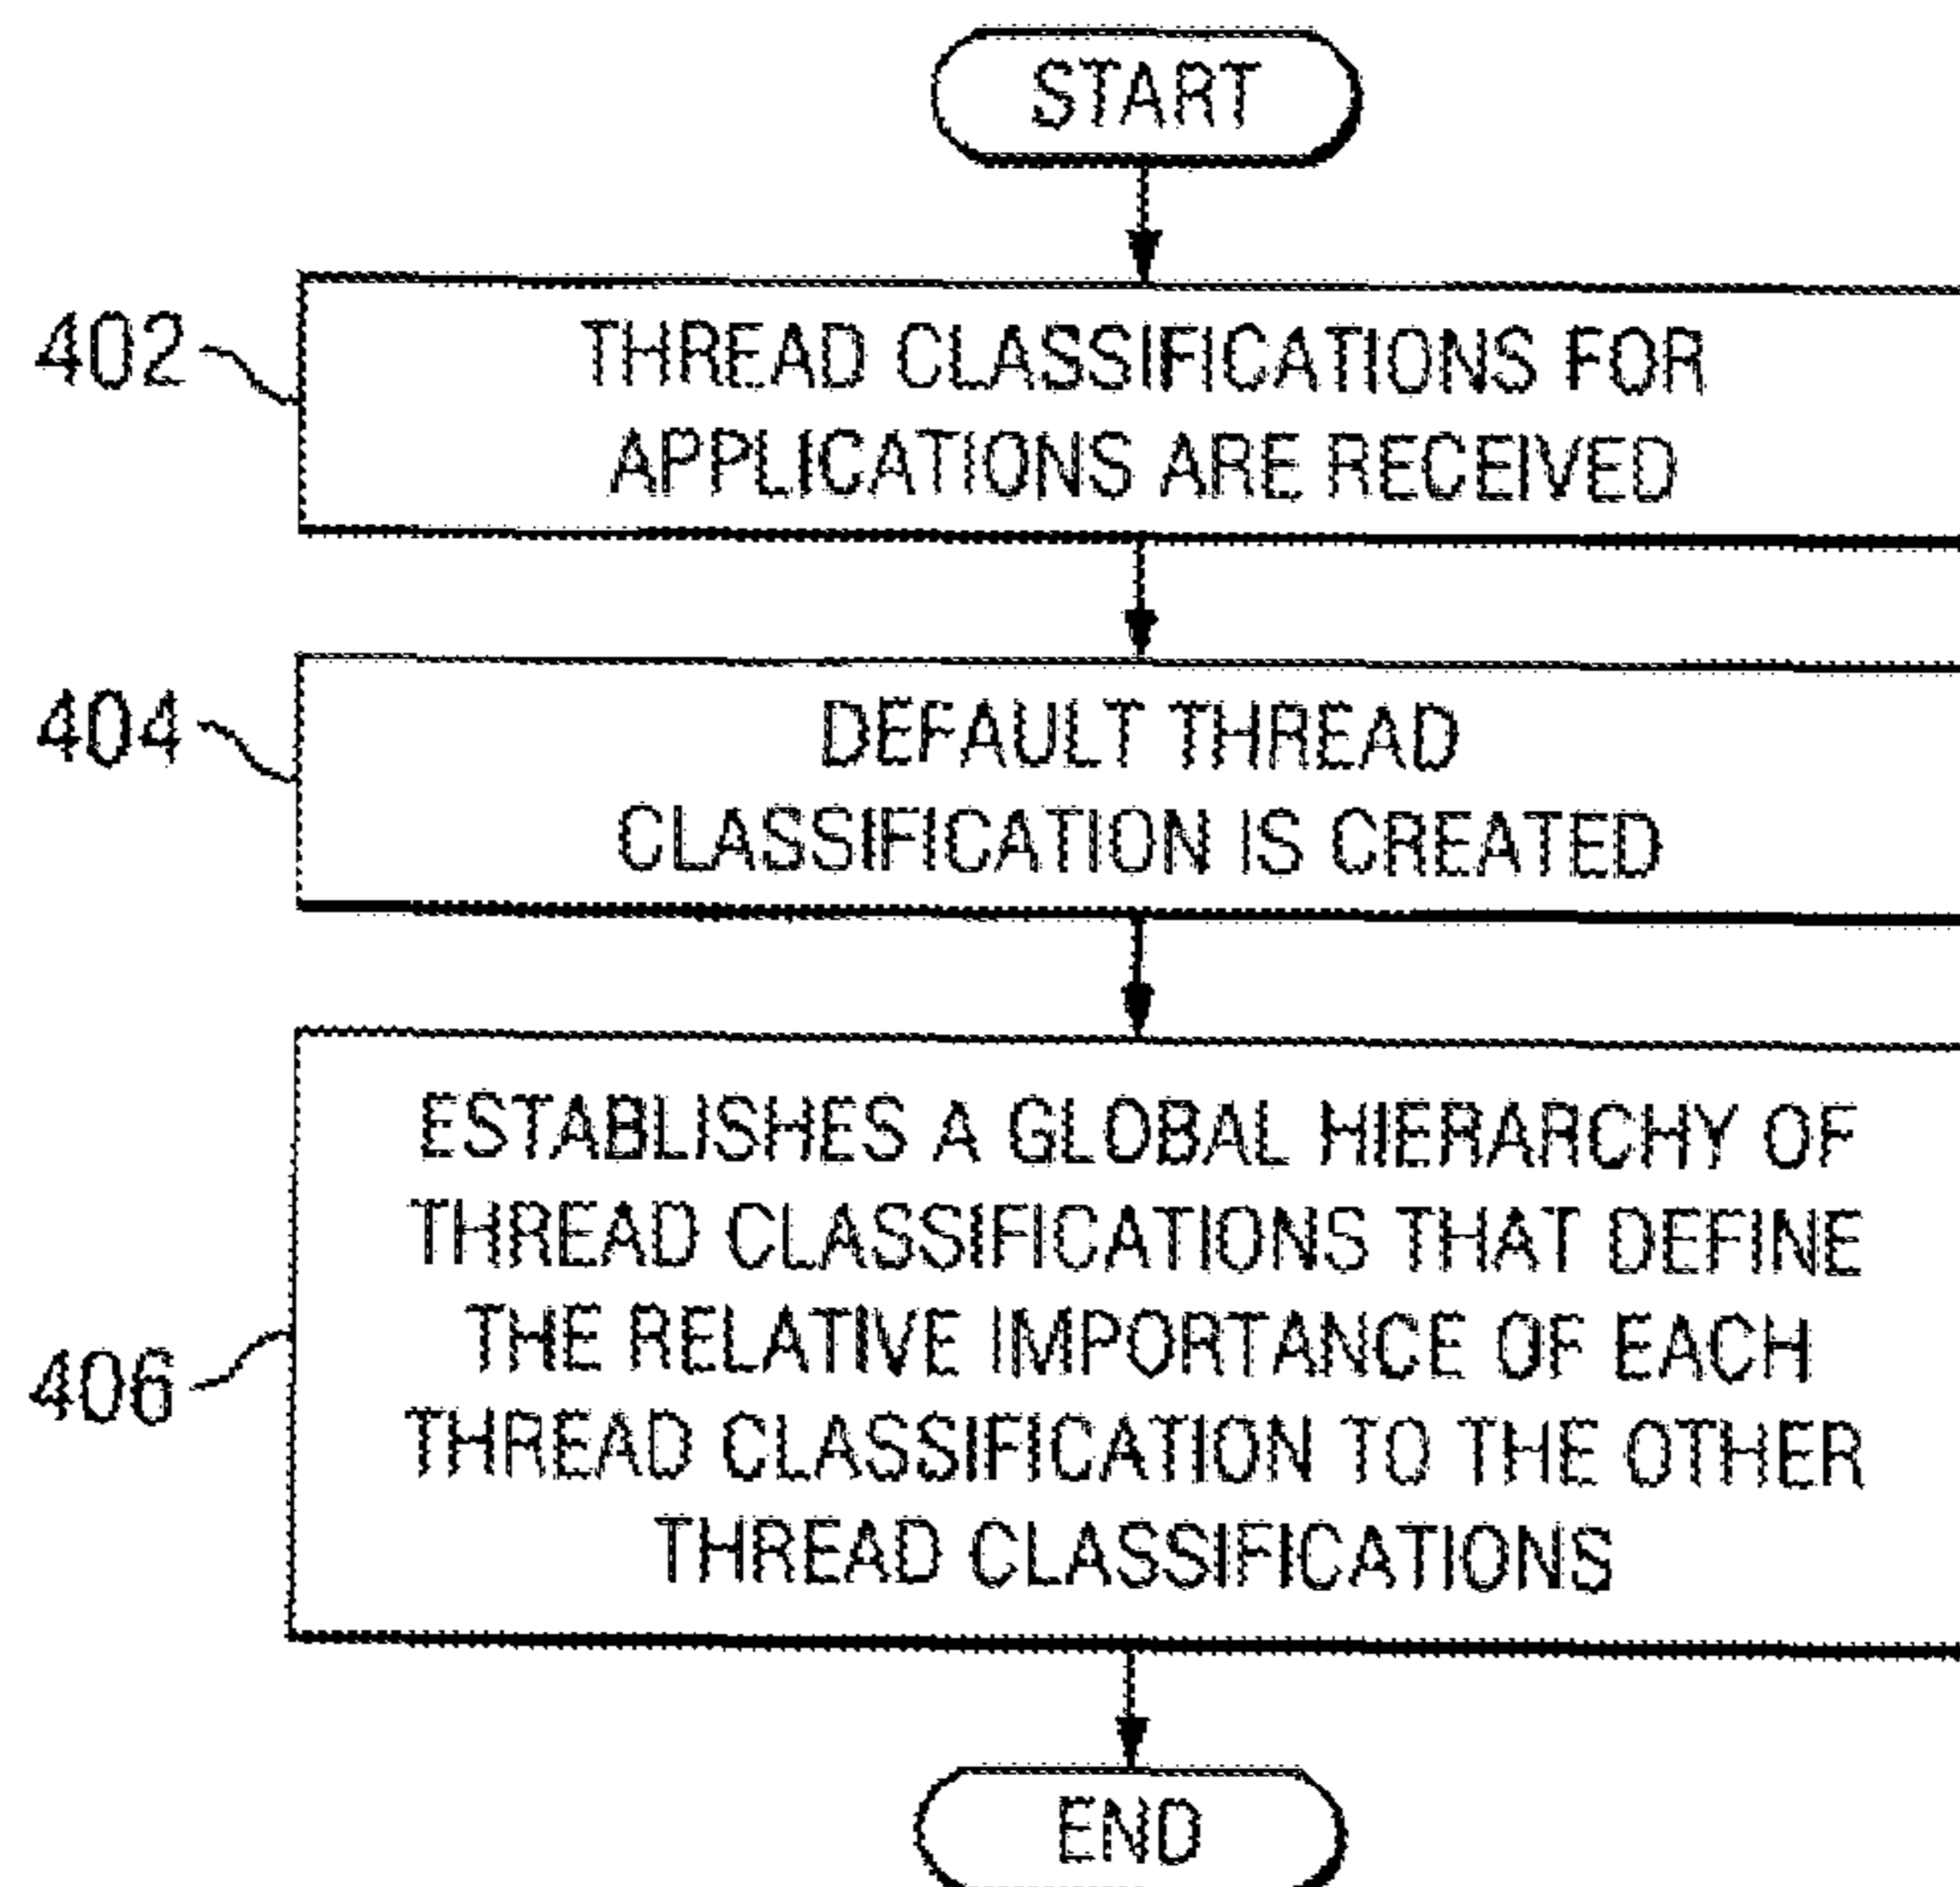 START
402
THREAD CLASSIFICATIONS FOR
APPLICATIONS ARE RECEIVED
404
DEFAULT THREAD
CLASSIFICATION IS CREATED
406
ESTABLISHES A GLOBAL HIERARCHY OF
THREAD CLASSIFICATIONS THAT DEFINE
THE RELATIVE IMPORTANCE OF EACH
THREAD CLASSIFICATION TO THE OTHER
THREAD CLASSIFICATIONS
END